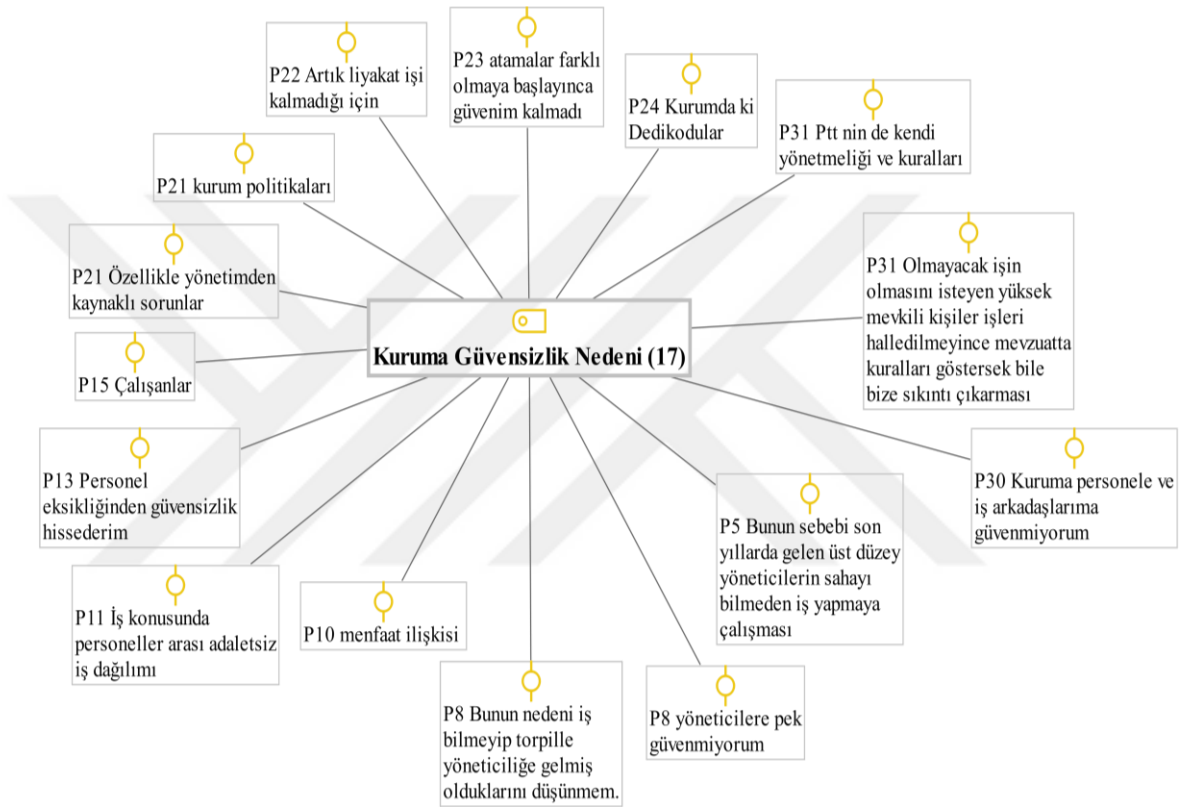 P22 Artık liyakat işi
kalmadığı için
P23 atamalar farklı
olmaya başlayınca
güvenim kalmadı
P24 Kurumda ki
Dedikodular
P31 Ptt nin de kendi
yönetmeliği ve kuralları
P21 kurum politikaları
P21 Özellikle yönetimden
kaynaklı sorunlar
P31 Olmayacak işin
olmasını isteyen yüksek
mevkili kişiler işleri
halledilmeyince mevzuatta
kuralları göstersek bile
bize sıkıntı çıkarması
Kuruma Güvensizlik Nedeni (17)
P15 Çalışanlar
P13 Personel
eksikliğinden güvensizlik
hissederim
P30 Kuruma personele ve
iş arkadaşlarıma
güvenmiyorum
P5 Bunun sebebi son
yıllarda gelen üst düzey
yöneticilerin sahayı
bilmeden iş yapmaya
çalışması
P11 İş konusunda
personeller arası adaletsiz
iş dağılımı
P10 menfaat ilişkisi
P8 Bunun nedeni iş
bilmeyip torpille
yöneticiliğe gelmiş
olduklarını düşünmem.
P8 yöneticilere pek
güvenmiyorum